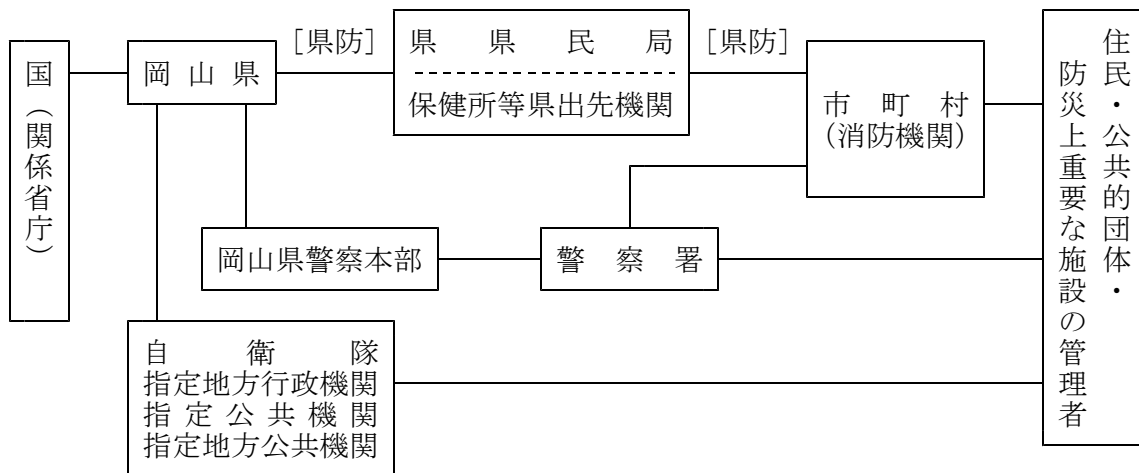 国（関係省庁）
岡山県
［県防］
県県民局
保健所等県出先機関
［県防］
市町村
（消防機関）
住民・公共的団体・
防災上重要な施設の管理者
岡山県警察本部
警察署
自衛隊
指定地方行政機関
指定公共機関
指定地方公共機関